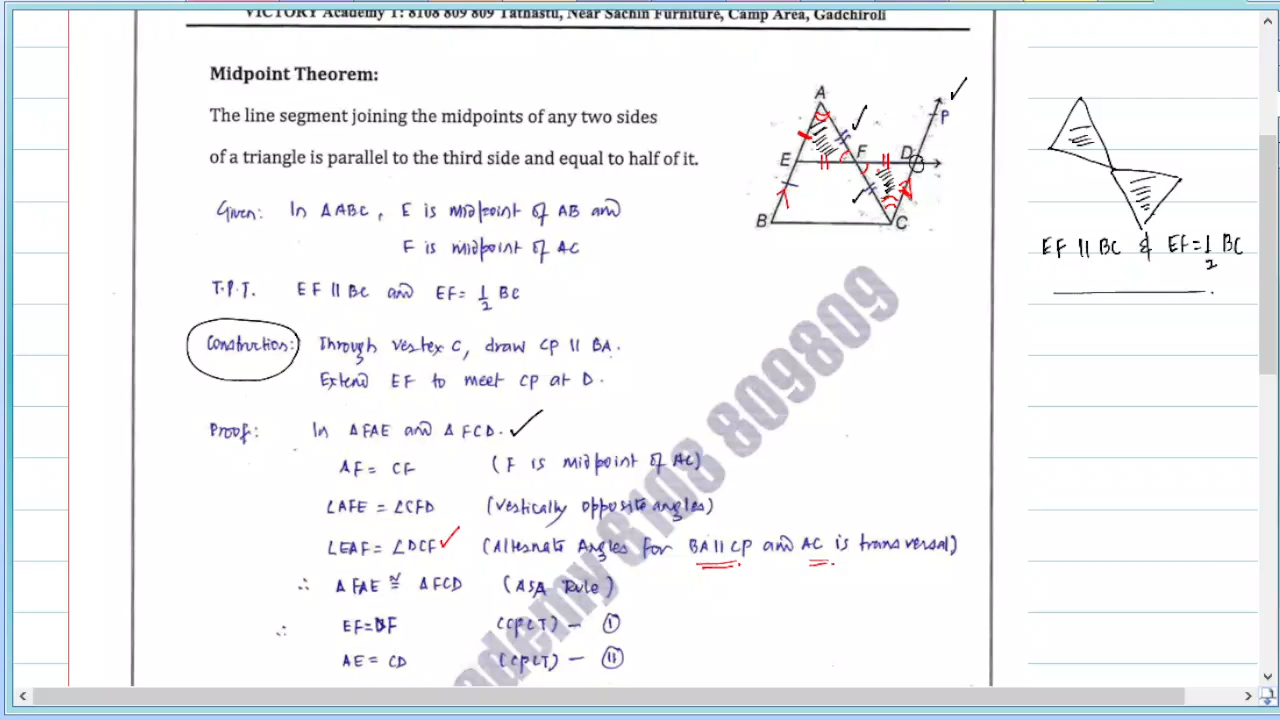 VICTORY Academy 1: 8108 809 809 Tathastu, Near Sachin Furniture, Camp Area, Gadchiroli
Midpoint Theorem:
The line segment joining the midpoints of any two sides
of a triangle is parallel to the third side and equal to half of it.
A
P
E
F
D
B
C
Given: In ΔABC, E is midpoint of AB and
F is midpoint of AC
T.P.T. EF || BC and EF = 1/2 BC
Construction: Through vertex C, draw CP || BA.
Extend EF to meet CP at D.
Proof: In ΔFAE and ΔFCD.
AF = CF (F is midpoint of AC)
∠AFE = ∠CFD (Vertically opposite angles)
∠EAF = ∠DCF (Alternate Angles for BA || CP and AC is transversal)
∴ ΔFAE ≅ ΔFCD (ASA Rule)
∴ EF = DF (CPCT) – I
AE = CD (CPCT) – II
EF || BC & EF = 1/2 BC
ademy 8108 809809